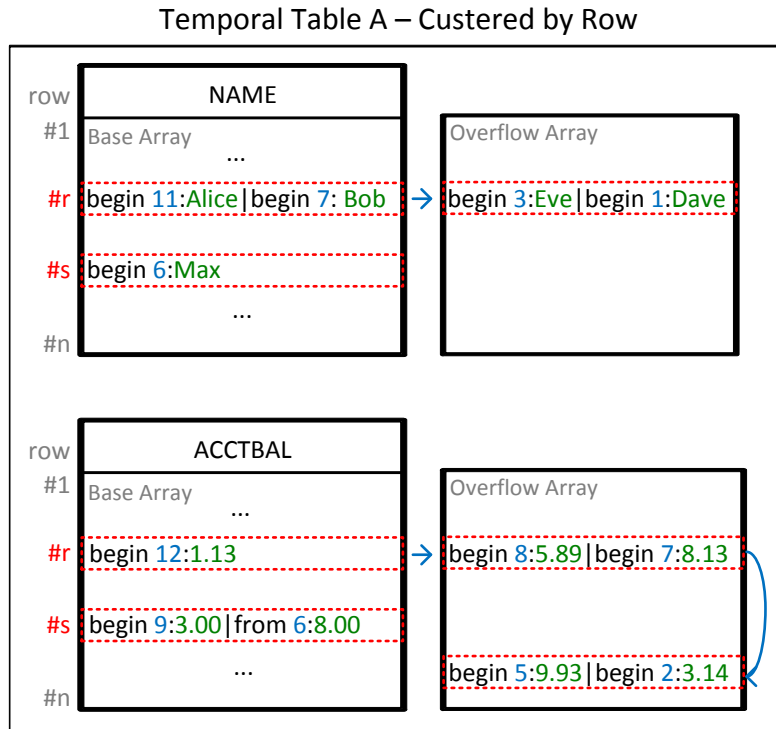 Temporal Table A – Custered by Row
row
NAME
#1
Base Array
Overflow Array
...
#r
begin 11:Alice|begin 7: Bob
begin 3:Eve|begin 1:Dave
#s
begin 6:Max
...
#n
row
ACCTBAL
#1
Base Array
Overflow Array
...
#r
begin 12:1.13
begin 8:5.89|begin 7:8.13
#s
begin 9:3.00|from 6:8.00
...
begin 5:9.93|begin 2:3.14
#n